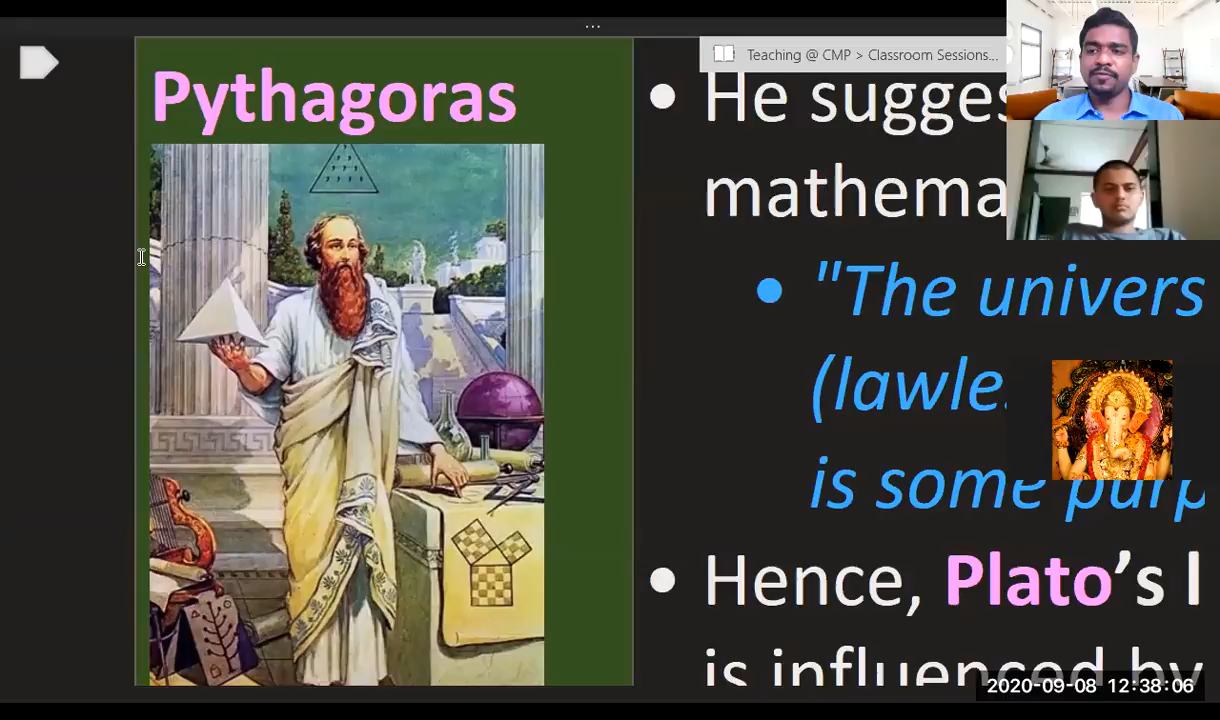 ...
Teaching @ CMP > Classroom Sessions...
Pythagoras
• He sugges
mathema
• "The univers
(lawle
is some purp
Hence, Plato's l
is influenced by
2020-09-08 12:38:06